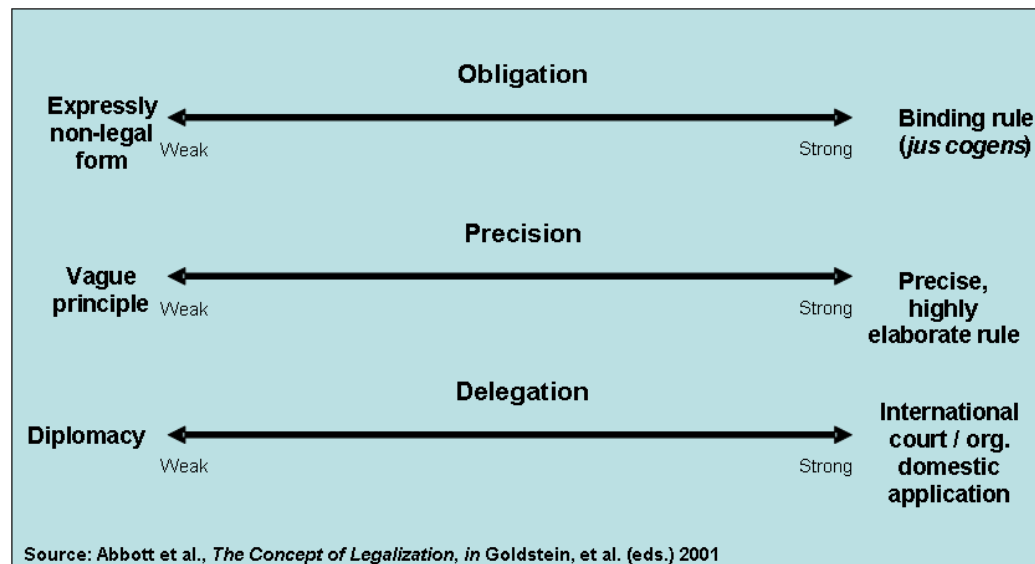 Obligation
Expressly
non-legal
form
Weak
Strong
Binding rule
(jus cogens)
Precision
Vague
principle
Weak
Strong
Precise,
highly
elaborate rule
Delegation
Diplomacy
Weak
Strong
International
court / org.
domestic
application
Source: Abbott et al., The Concept of Legalization, in Goldstein, et al. (eds.) 2001